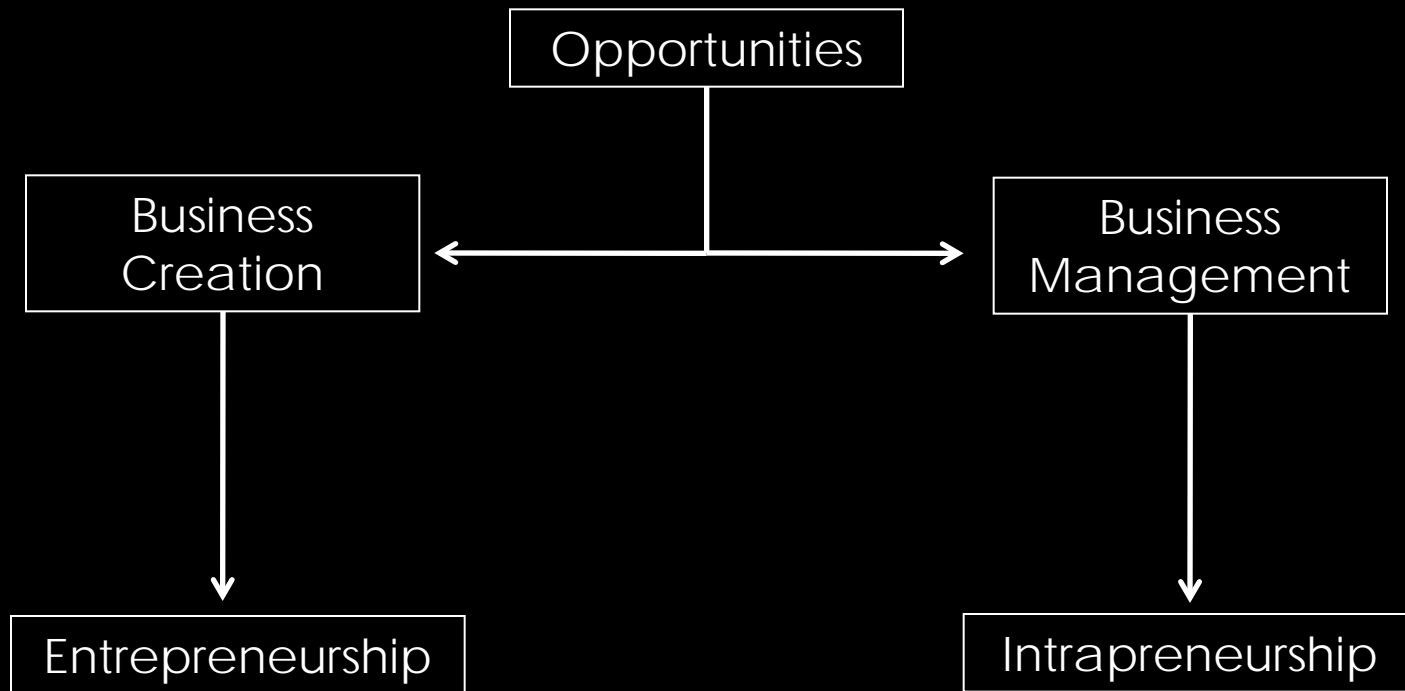 Opportunities
Business
Creation
Business
Management
Entrepreneurship
Intrapreneurship